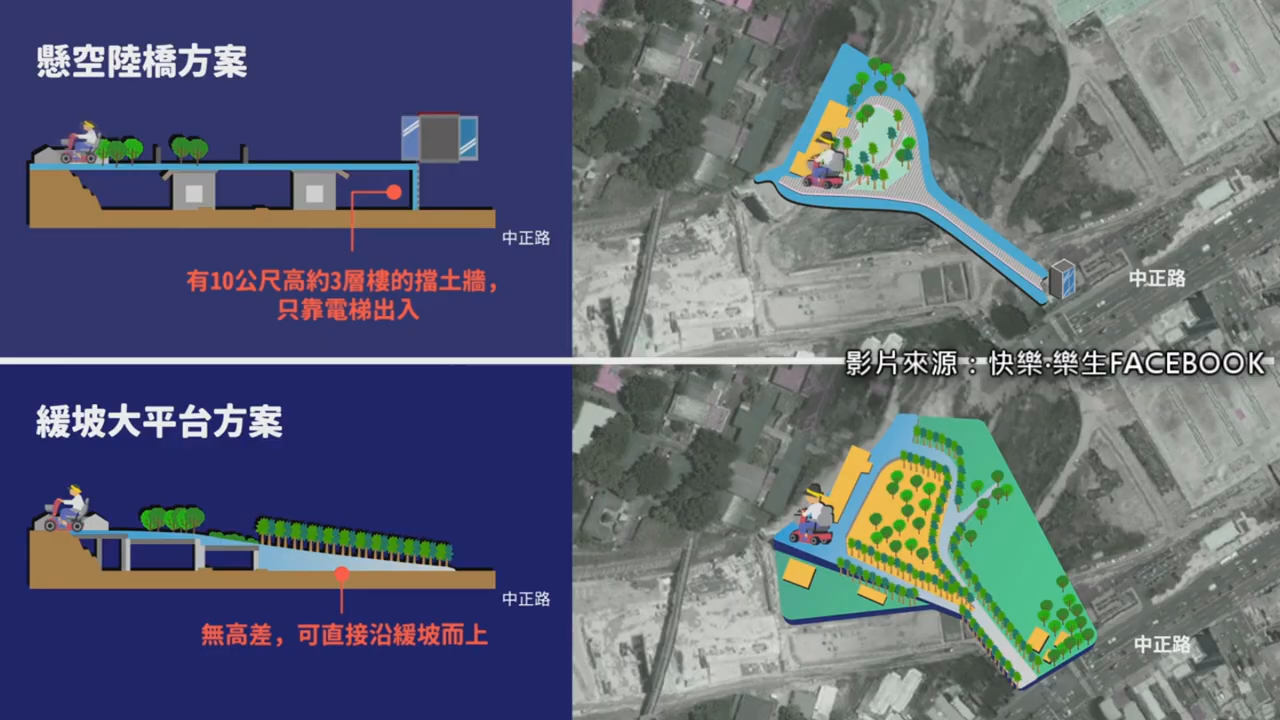 懸空陸橋方案
中正路
有10公尺高約3層樓的擋土牆，
只靠電梯出入
中正路
影片來源：快樂·樂生FACEBOOK
緩坡大平台方案
中正路
無高差，可直接沿緩坡而上
中正路